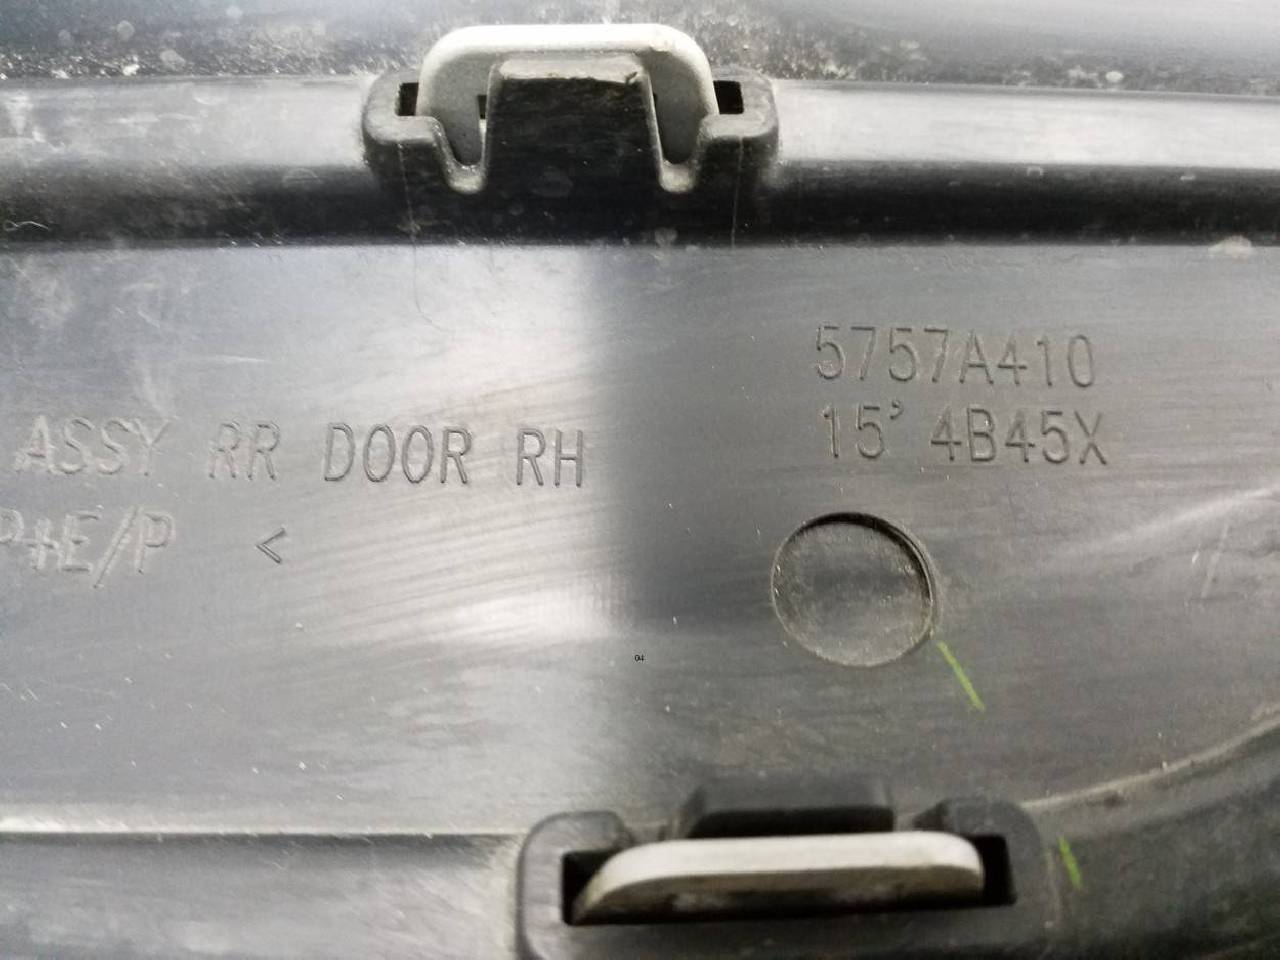 ASSY RR DOOR RH
P+E/P <
5757A410
15' 4B45X